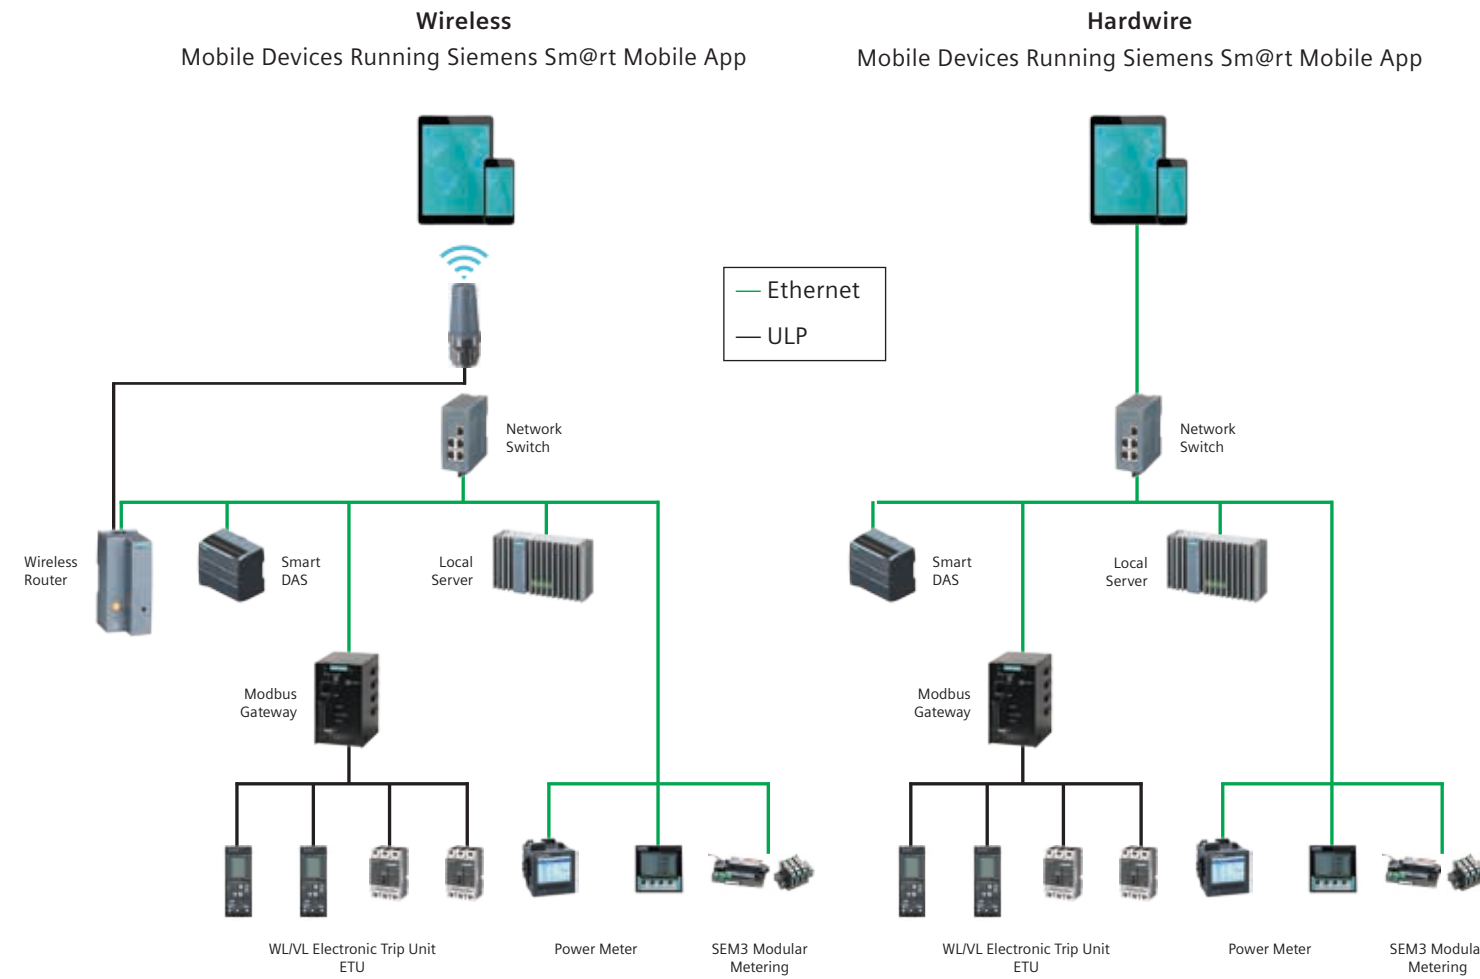 Wireless
Mobile Devices Running Siemens Sm@rt Mobile App
Hardwire
Mobile Devices Running Siemens Sm@rt Mobile App
Ethernet
ULP
Network
Switch
Network
Switch
Wireless
Router
Smart
DAS
Local
Server
Smart
DAS
Local
Server
Modbus
Gateway
Modbus
Gateway
WL/VL Electronic Trip Unit
ETU
Power Meter
SEM3 Modular
Metering
WL/VL Electronic Trip Unit
ETU
Power Meter
SEM3 Modula
Metering